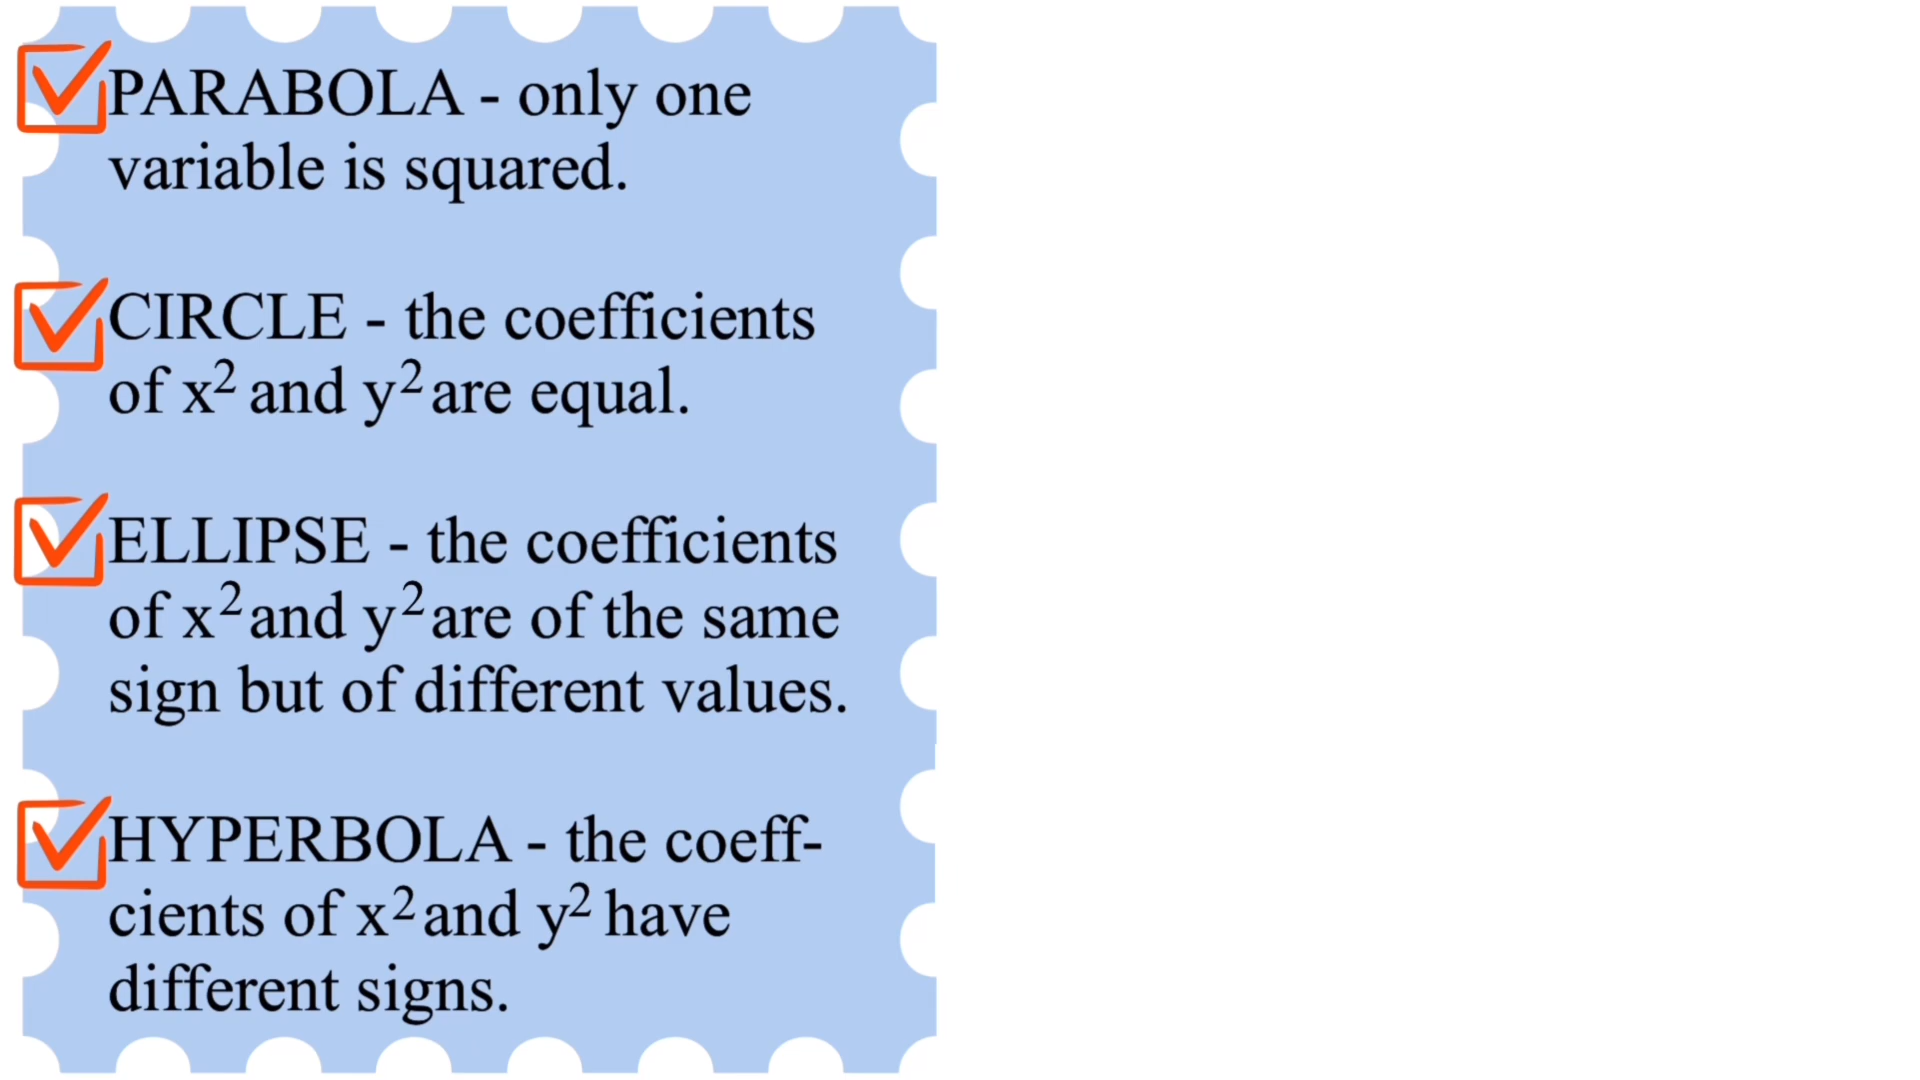 PARABOLA - only one
variable is squared.
CIRCLE - the coefficients
of x² and y² are equal.
ELLIPSE - the coefficients
of x² and y² are of the same
sign but of different values.
HYPERBOLA - the coeff-
cients of x² and y² have
different signs.